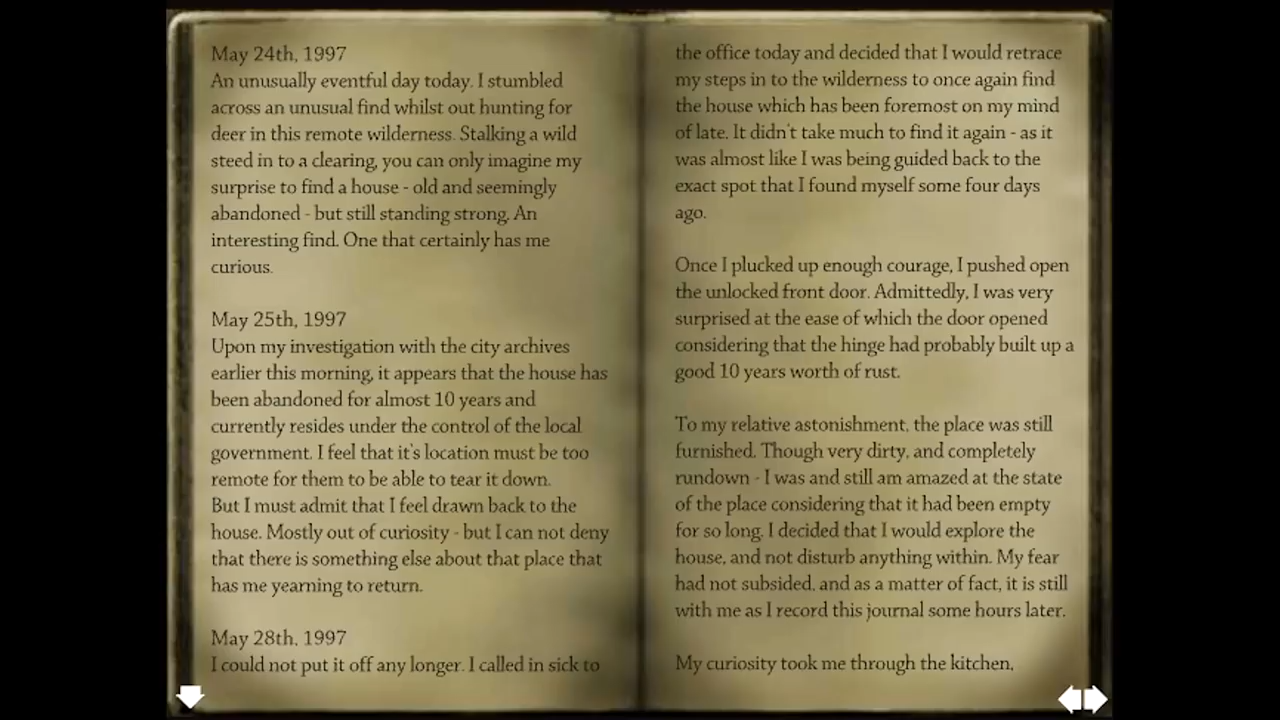 May 24th, 1997
An unusually eventful day today. I stumbled
across an unusual find whilst out hunting for
deer in this remote wilderness. Stalking a wild
steed in to a clearing, you can only imagine my
surprise to find a house - old and seemingly
abandoned - but still standing strong. An
interesting find. One that certainly has me
curious.
May 25th, 1997
Upon my investigation with the city archives
earlier this morning, it appears that the house has
been abandoned for almost 10 years and
currently resides under the control of the local
government. I feel that it's location must be too
remote for them to be able to tear it down.
But I must admit that I feel drawn back to the
house. Mostly out of curiosity - but I can not deny
that there is something else about that place that
has me yearning to return.
May 28th, 1997
I could not put it off any longer. I called in sick to
the office today and decided that I would retrace
my steps in to the wilderness to once again find
the house which has been foremost on my mind
of late. It didn't take much to find it again - as it
was almost like I was being guided back to the
exact spot that I found myself some four days
ago.
Once I plucked up enough courage, I pushed open
the unlocked front door. Admittedly, I was very
surprised at the ease of which the door opened
considering that the hinge had probably built up a
good 10 years worth of rust.
To my relative astonishment, the place was still
furnished. Though very dirty, and completely
rundown - I was and still am amazed at the state
of the place considering that it had been empty
for so long. I decided that I would explore the
house, and not disturb anything within. My fear
had not subsided, and as a matter of fact, it is still
with me as I record this journal some hours later.
My curiosity took me through the kitchen,